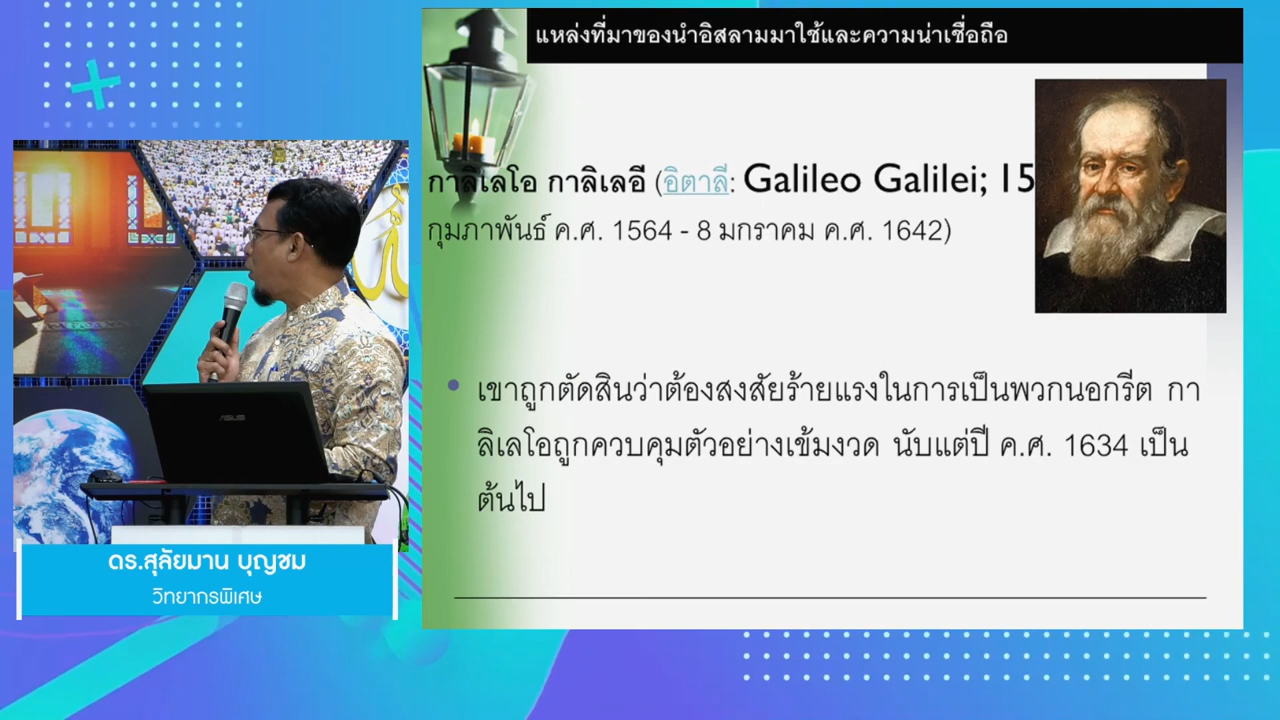 แหล่งที่มาของนำอิสลามมาใช้และความน่าเชื่อถือ
กาลิเลโอ กาลิเลอี (อิตาลี: Galileo Galilei; 15
กุมภาพันธ์ ค.ศ. 1564 - 8 มกราคม ค.ศ. 1642)
• เขาถูกตัดสินว่าต้องสงสัยร้ายแรงในการเป็นพวกนอกรีต กา
ลิเลโอถูกควบคุมตัวอย่างเข้มงวด นับแต่ปี ค.ศ. 1634 เป็น
ต้นไป
ASUS
ดร.สุลัยมาน บุญชม
วิทยากรพิเศษ